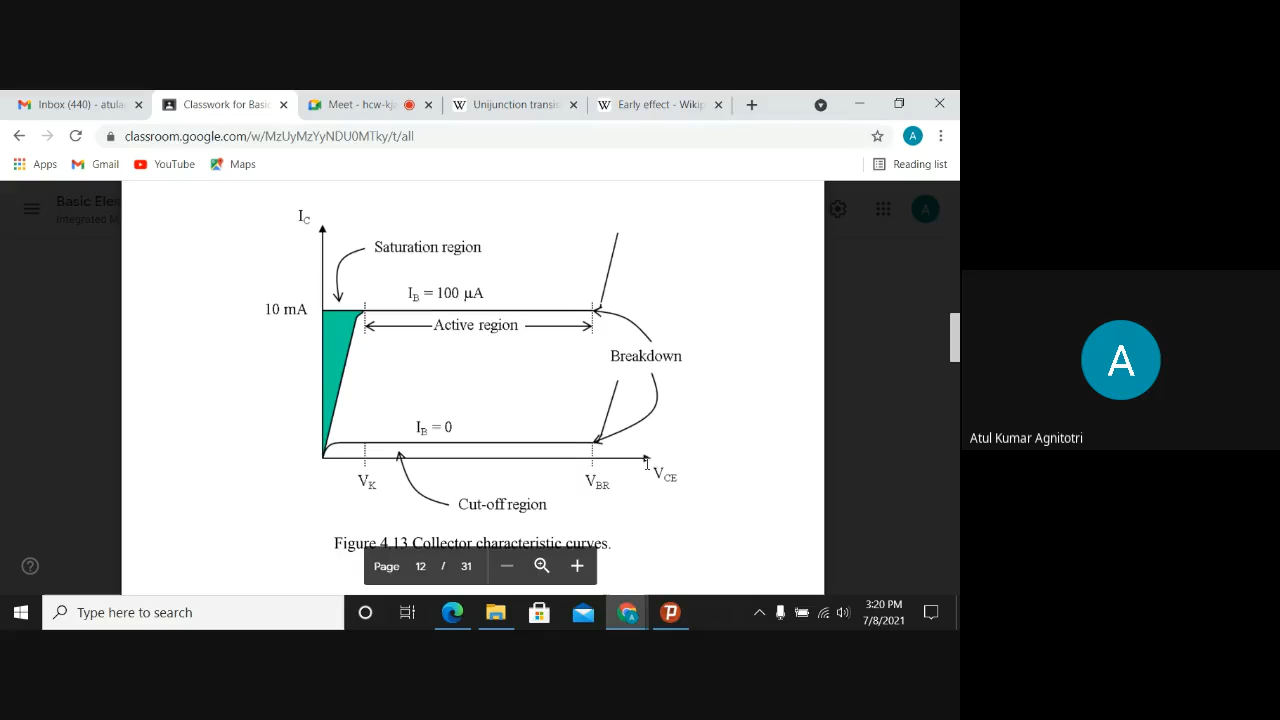 Inbox (440) - atula
Classwork for Basic
Meet - hcw-kj
Unijunction transis
Early effect - Wikip
classroom.google.com/w/MzUyMzYyNDU0MTky/t/all
Apps
Gmail
YouTube
Maps
Reading list
Basic Ele
Integrated M
A
A
I_C
Saturation region
I_B = 100 μA
10 mA
Active region
Breakdown
I_B = 0
V_K
V_BR
V_CE
Cut-off region
Figure 4.13 Collector characteristic curves.
Page 12 / 31
A
Atul Kumar Agnitotri
Type here to search
3:20 PM
7/8/2021